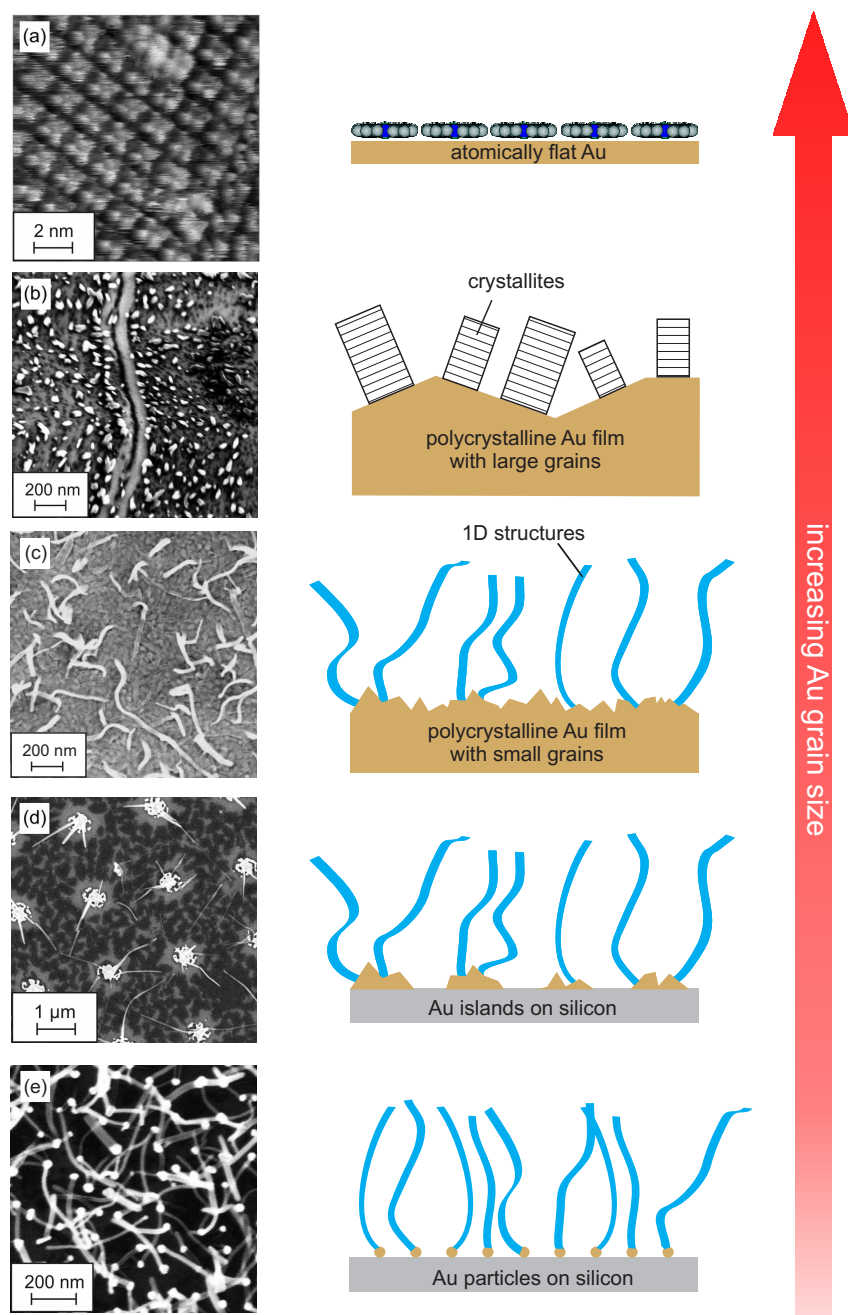 (a)
2 nm
atomically flat Au
(b)
200 nm
crystallites
polycrystalline Au film
with large grains
(c)
200 nm
1D structures
polycrystalline Au film
with small grains
(d)
1 µm
Au islands on silicon
(e)
200 nm
Au particles on silicon
increasing Au grain size